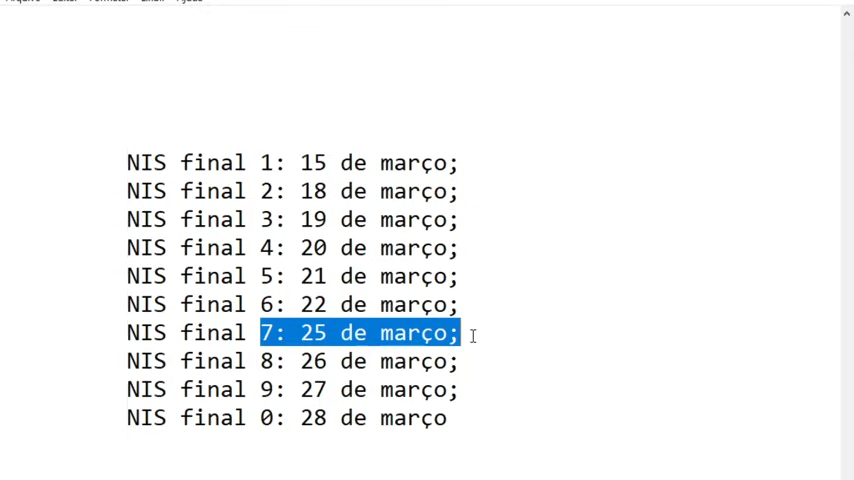 NIS final 1: 15 de março;
NIS final 2: 18 de março;
NIS final 3: 19 de março;
NIS final 4: 20 de março;
NIS final 5: 21 de março;
NIS final 6: 22 de março;
NIS final 7: 25 de março;
NIS final 8: 26 de março;
NIS final 9: 27 de março;
NIS final 0: 28 de março